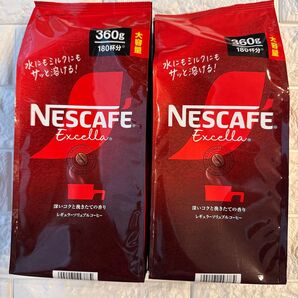 360g
180杯分
大容量
水にもミルクにも
サッと溶ける!
NESCAFÉ
Excella®
深いコクと挽きたての香り
レギュラーソリュブルコーヒー
360g
180杯分
大容量
水にもミルクにも
サッと溶ける!
NESCAFÉ
Excella®
深いコクと挽きたての香り
レギュラーソリュブルコーヒー